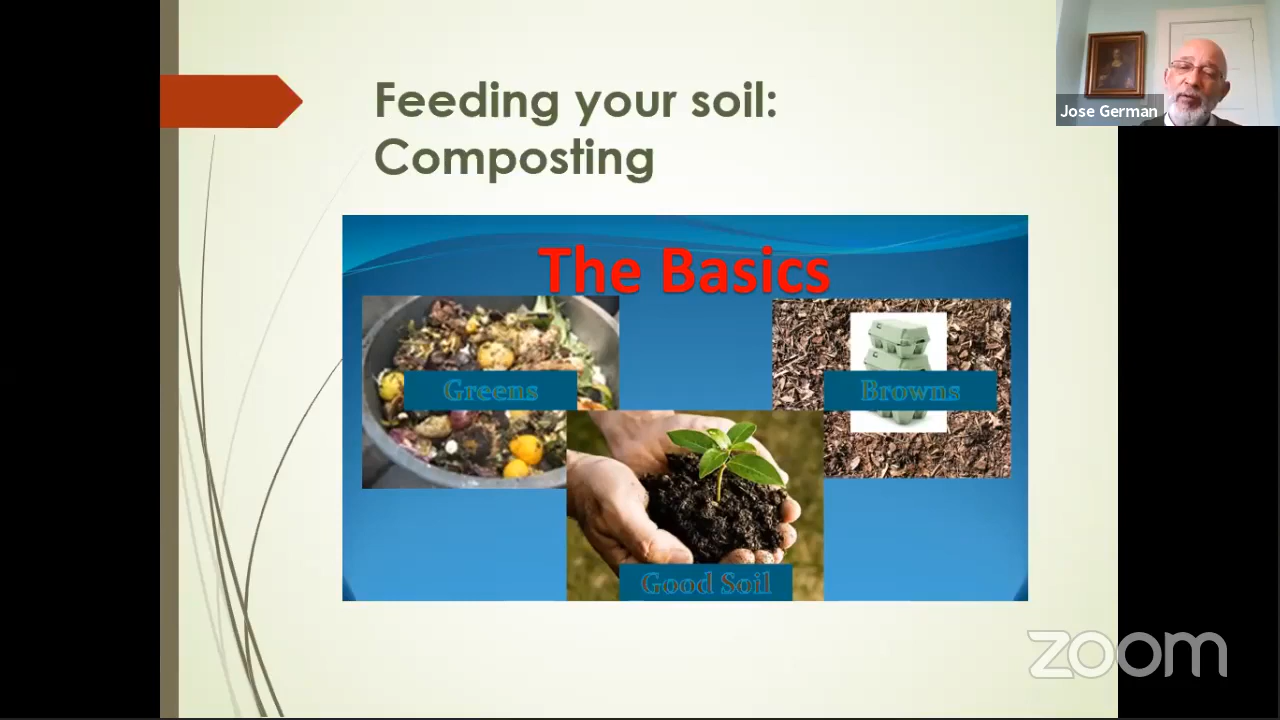 Feeding your soil:
Composting
The Basics
Greens
Browns
Good Soil
Jose German
zoom